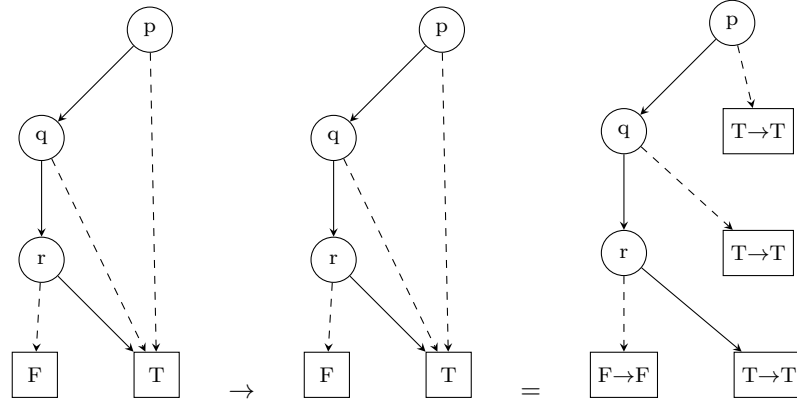 p p p
q q q T→T
r r r T→T
F T → F T = F→F T→T